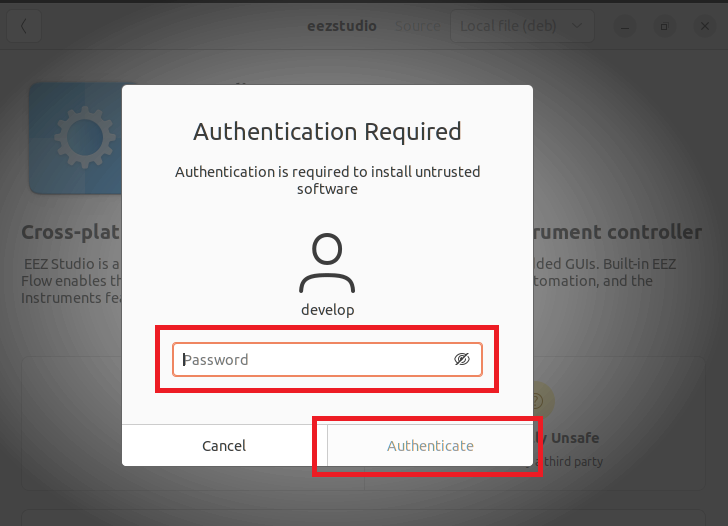 eezstudio Source Local file (deb)
Authentication Required
Authentication is required to install untrusted
software
Cross-plat
rument controller
EEZ Studio is a
ded GUIs. Built-in EEZ
Flow enables th
tomation, and the
Instruments fea
develop
Password
Cancel
Authenticate
ly Unsafe
third party